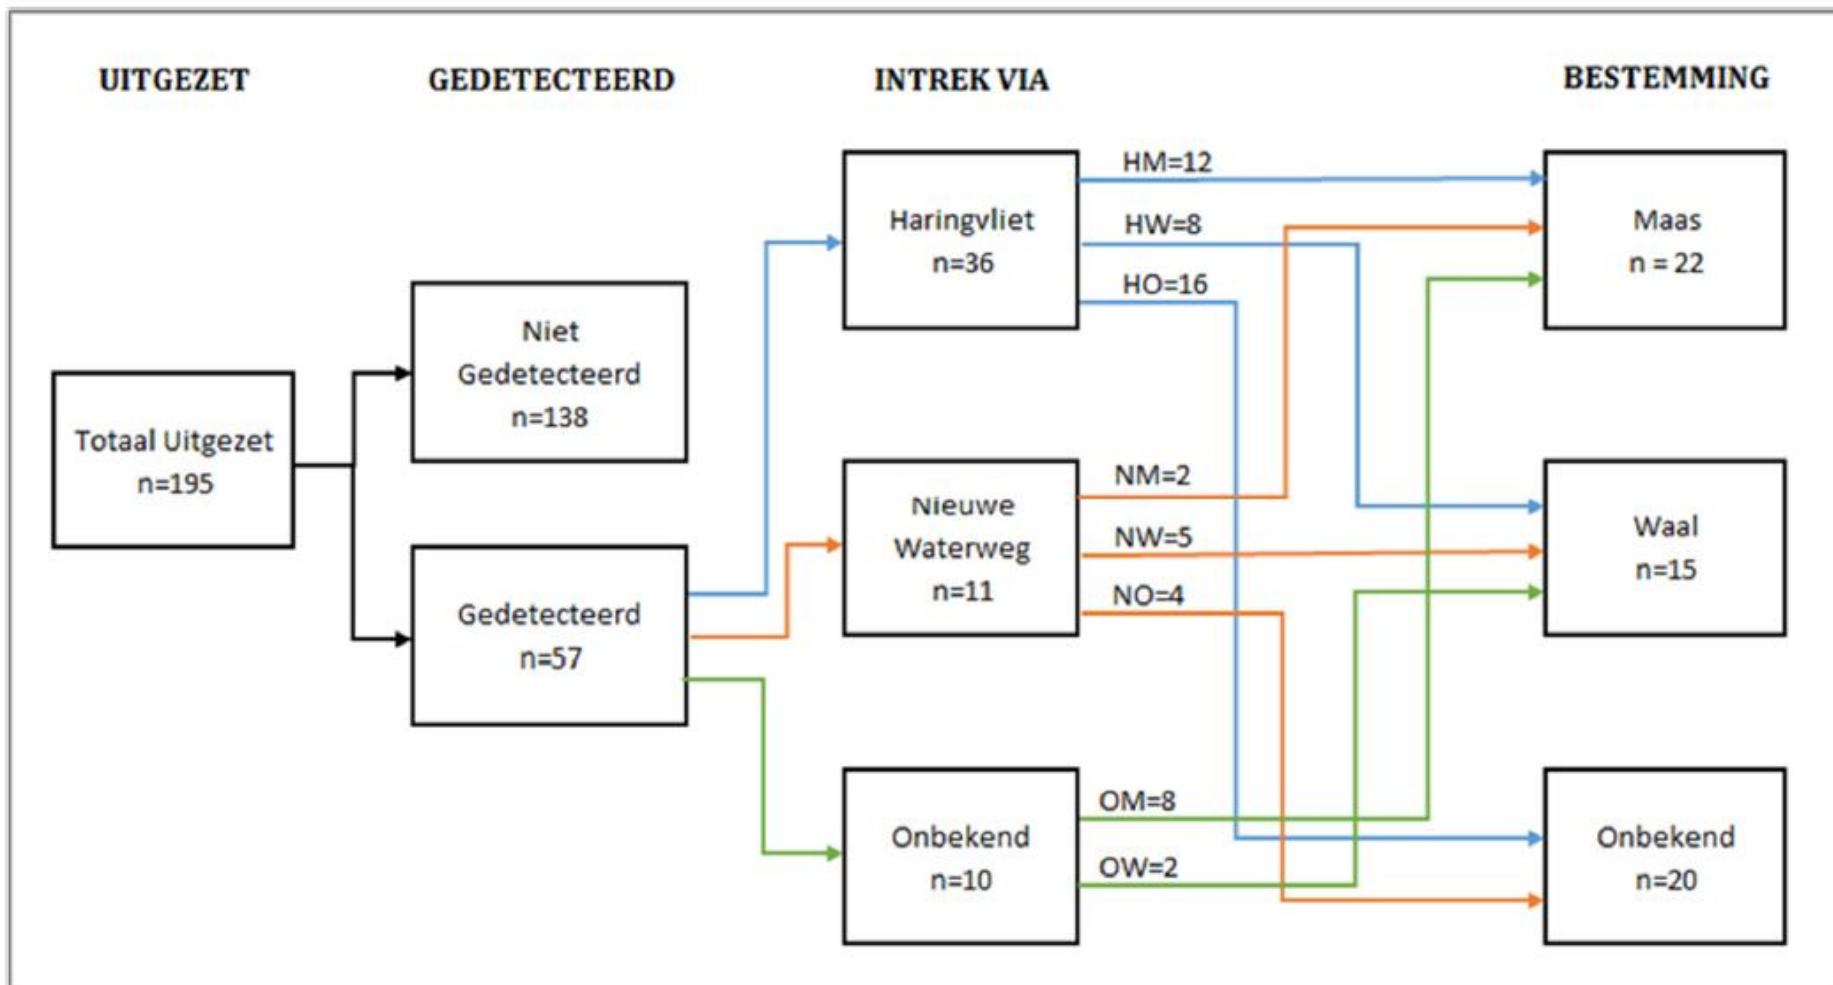 UITGEZET
GEDETECTEERD
INTREK VIA
BESTEMMING
Totaal Uitgezet
n=195
Niet
Gedetecteerd
n=138
Gedetecteerd
n=57
Haringvliet
n=36
HM=12
HW=8
HO=16
Nieuwe
Waterweg
n=11
NM=2
NW=5
NO=4
Onbekend
n=10
OM=8
OW=2
Maas
n = 22
Waal
n=15
Onbekend
n=20